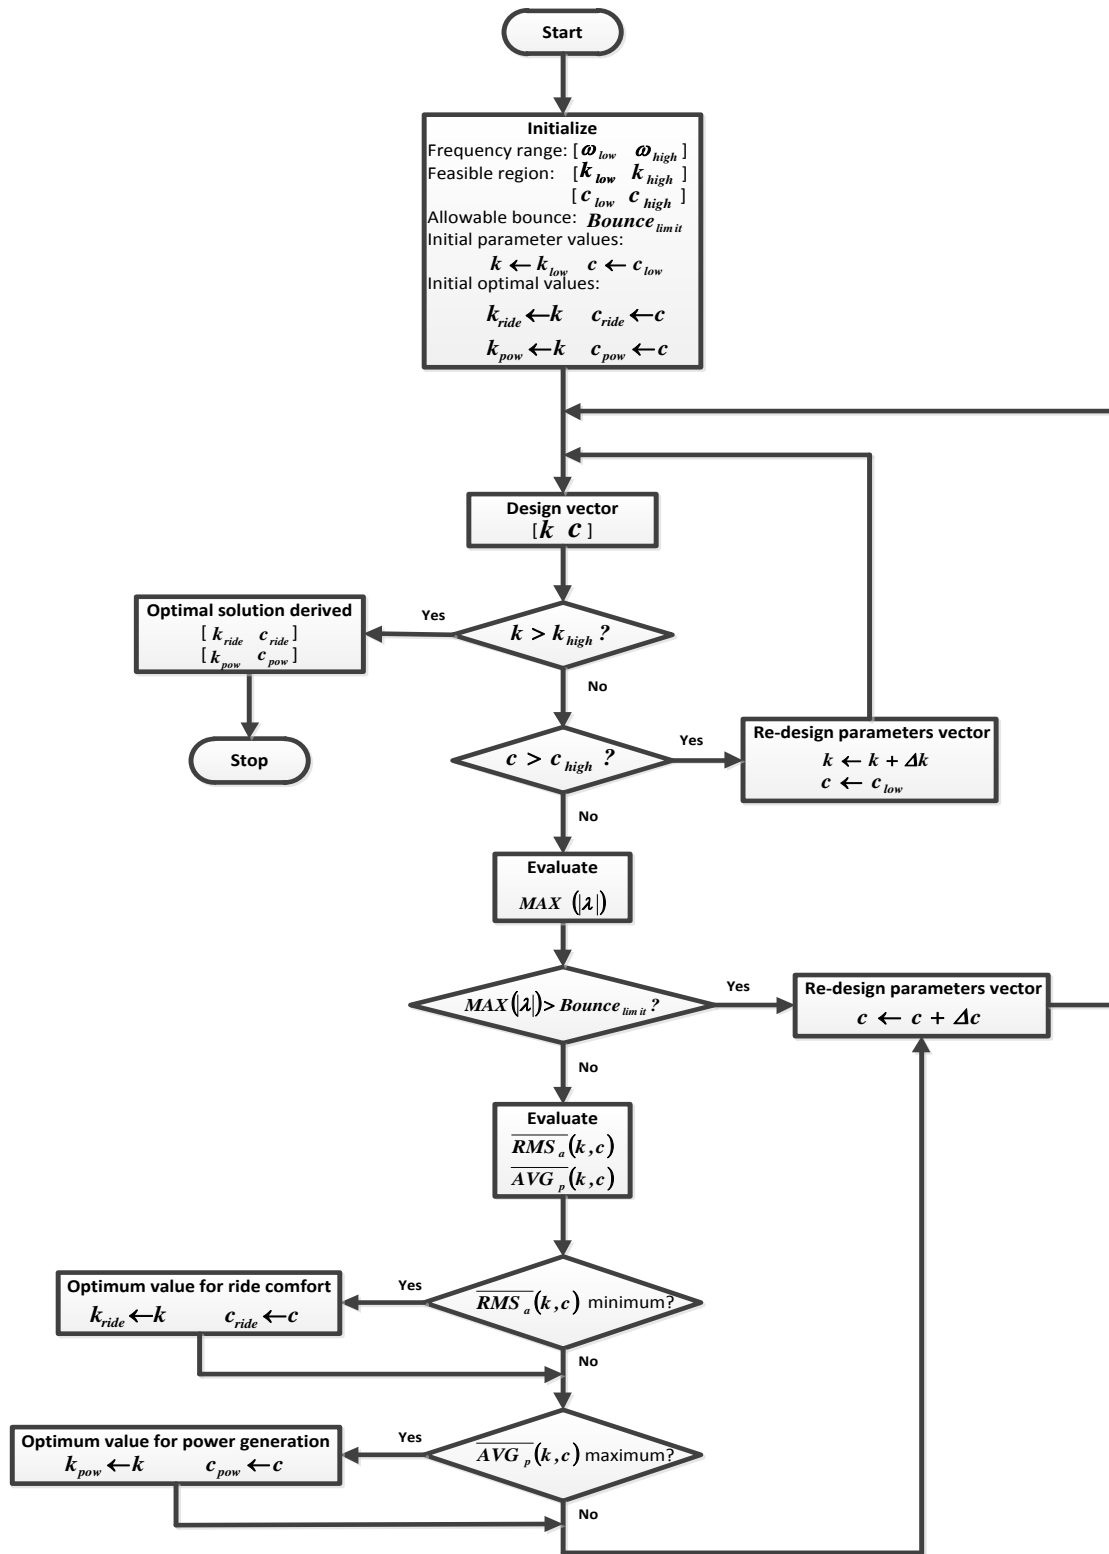 Start
Initialize
Frequency range: [ω_low ω_high]
Feasible region: [k_low k_high]
[c_low c_high]
Allowable bounce: Bounce_limit
Initial parameter values:
k ← k_low c ← c_low
Initial optimal values:
k_ride ← k c_ride ← c
k_pow ← k c_pow ← c
Design vector
[k c]
Optimal solution derived
[k_ride c_ride]
[k_pow c_pow]
Yes
k > k_high ?
No
Stop
c > c_high ?
Yes
Re-design parameters vector
k ← k + Δk
c ← c_low
No
Evaluate
MAX (|λ|)
MAX(|λ|) > Bounce_limit ?
Yes
Re-design parameters vector
c ← c + Δc
No
Evaluate
\overline{RMS_a}(k,c)
\overline{AVG_p}(k,c)
Optimum value for ride comfort
k_ride ← k c_ride ← c
Yes
\overline{RMS_a}(k,c) minimum?
No
Optimum value for power generation
k_pow ← k c_pow ← c
Yes
\overline{AVG_p}(k,c) maximum?
No